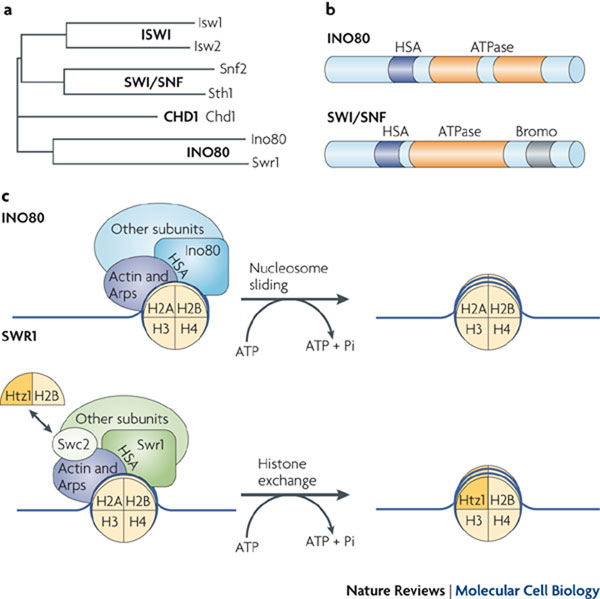 a
Isw1
ISWI
Isw2
Snf2
SWI/SNF
Sth1
CHD1 Chd1
Ino80
INO80
Swr1
b
INO80
HSA ATPase
SWI/SNF
HSA ATPase Bromo
c
INO80
Other subunits
Ino80
HSA
Actin and
Arps
H2A H2B
H3 H4
Nucleosome
sliding
ATP ATP + Pi
H2A H2B
H3 H4
SWR1
Htz1 H2B
Other subunits
Swc2 Swr1
HSA
Actin and
Arps
H2A H2B
H3 H4
Histone
exchange
ATP ATP + Pi
Htz1 H2B
H3 H4
Nature Reviews | Molecular Cell Biology